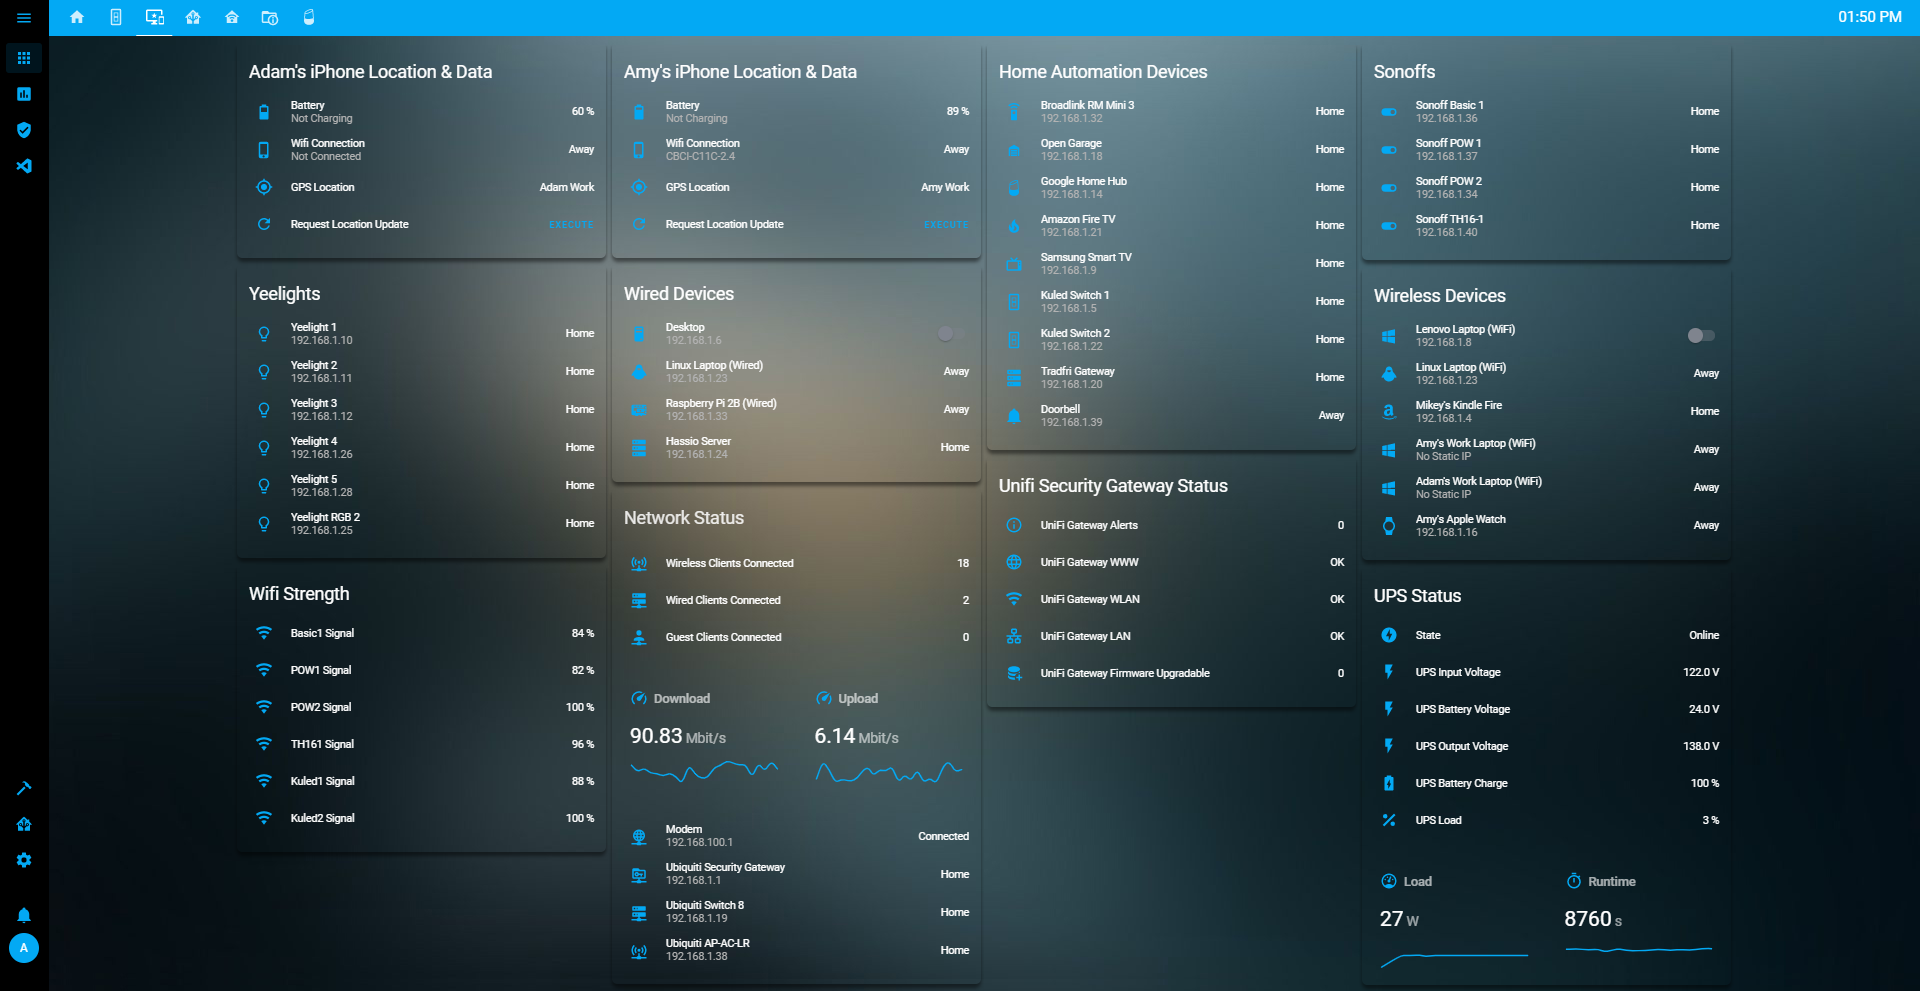 01:50 PM
Adam's iPhone Location & Data
Battery
Not Charging
60 %
Wifi Connection
Not Connected
Away
GPS Location
Adam Work
Request Location Update
EXECUTE
Yeelights
Yeelight 1
192.168.1.10
Home
Yeelight 2
192.168.1.11
Home
Yeelight 3
192.168.1.12
Home
Yeelight 4
192.168.1.26
Home
Yeelight 5
192.168.1.28
Home
Yeelight RGB 2
192.168.1.25
Home
Wifi Strength
Basic1 Signal
84 %
POW1 Signal
82 %
POW2 Signal
100 %
TH161 Signal
96 %
Kuled1 Signal
88 %
Kuled2 Signal
100 %
Amy's iPhone Location & Data
Battery
Not Charging
89 %
Wifi Connection
CBCI-C11C-2.4
Away
GPS Location
Amy Work
Request Location Update
EXECUTE
Wired Devices
Desktop
192.168.1.6
Linux Laptop (Wired)
192.168.1.23
Away
Raspberry Pi 2B (Wired)
192.168.1.33
Away
Hassio Server
192.168.1.24
Home
Network Status
Wireless Clients Connected
18
Wired Clients Connected
2
Guest Clients Connected
0
Download
90.83 Mbit/s
Upload
6.14 Mbit/s
Modem
192.168.100.1
Connected
Ubiquiti Security Gateway
192.168.1.1
Home
Ubiquiti Switch 8
192.168.1.19
Home
Ubiquiti AP-AC-LR
192.168.1.38
Home
Home Automation Devices
Broadlink RM Mini 3
192.168.1.32
Home
Open Garage
192.168.1.18
Home
Google Home Hub
192.168.1.14
Home
Amazon Fire TV
192.168.1.21
Home
Samsung Smart TV
192.168.1.9
Home
Kuled Switch 1
192.168.1.5
Home
Kuled Switch 2
192.168.1.22
Home
Tradfri Gateway
192.168.1.20
Home
Doorbell
192.168.1.39
Away
Unifi Security Gateway Status
UniFi Gateway Alerts
0
UniFi Gateway WWW
OK
UniFi Gateway WLAN
OK
UniFi Gateway LAN
OK
UniFi Gateway Firmware Upgradable
0
Sonoffs
Sonoff Basic 1
192.168.1.36
Home
Sonoff POW 1
192.168.1.37
Home
Sonoff POW 2
192.168.1.34
Home
Sonoff TH16-1
192.168.1.40
Home
Wireless Devices
Lenovo Laptop (WiFi)
192.168.1.8
Linux Laptop (WiFi)
192.168.1.23
Away
Mikey's Kindle Fire
192.168.1.4
Home
Amy's Work Laptop (WiFi)
No Static IP
Away
Adam's Work Laptop (WiFi)
No Static IP
Away
Amy's Apple Watch
192.168.1.16
Away
UPS Status
State
Online
UPS Input Voltage
122.0 V
UPS Battery Voltage
24.0 V
UPS Output Voltage
138.0 V
UPS Battery Charge
100 %
UPS Load
3 %
Load
27 W
Runtime
8760 s
A